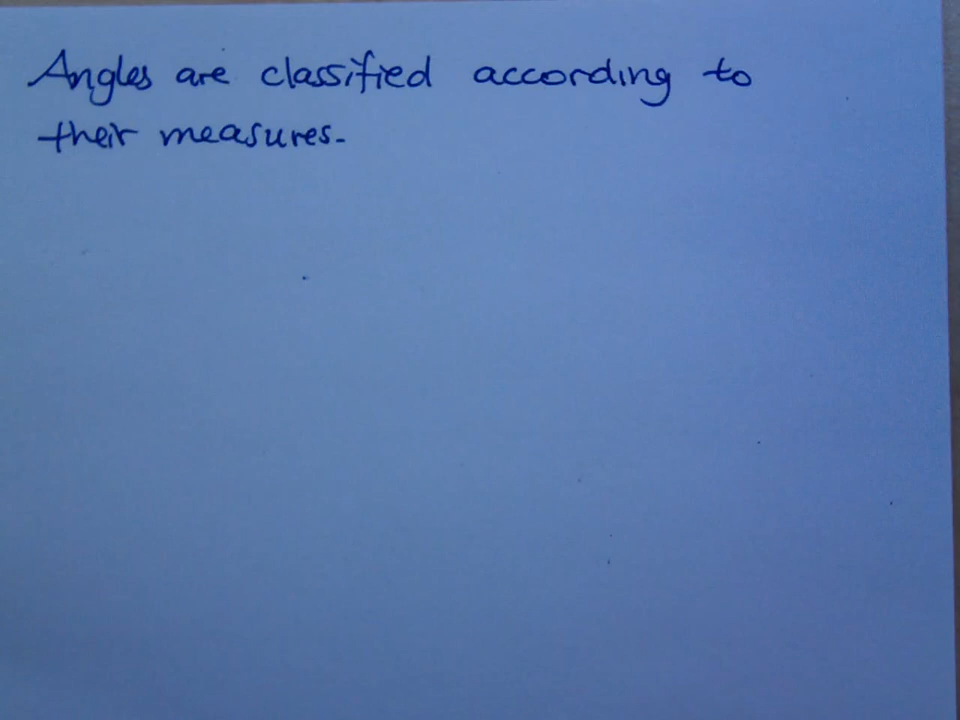 Angles are classified according to
their measures.